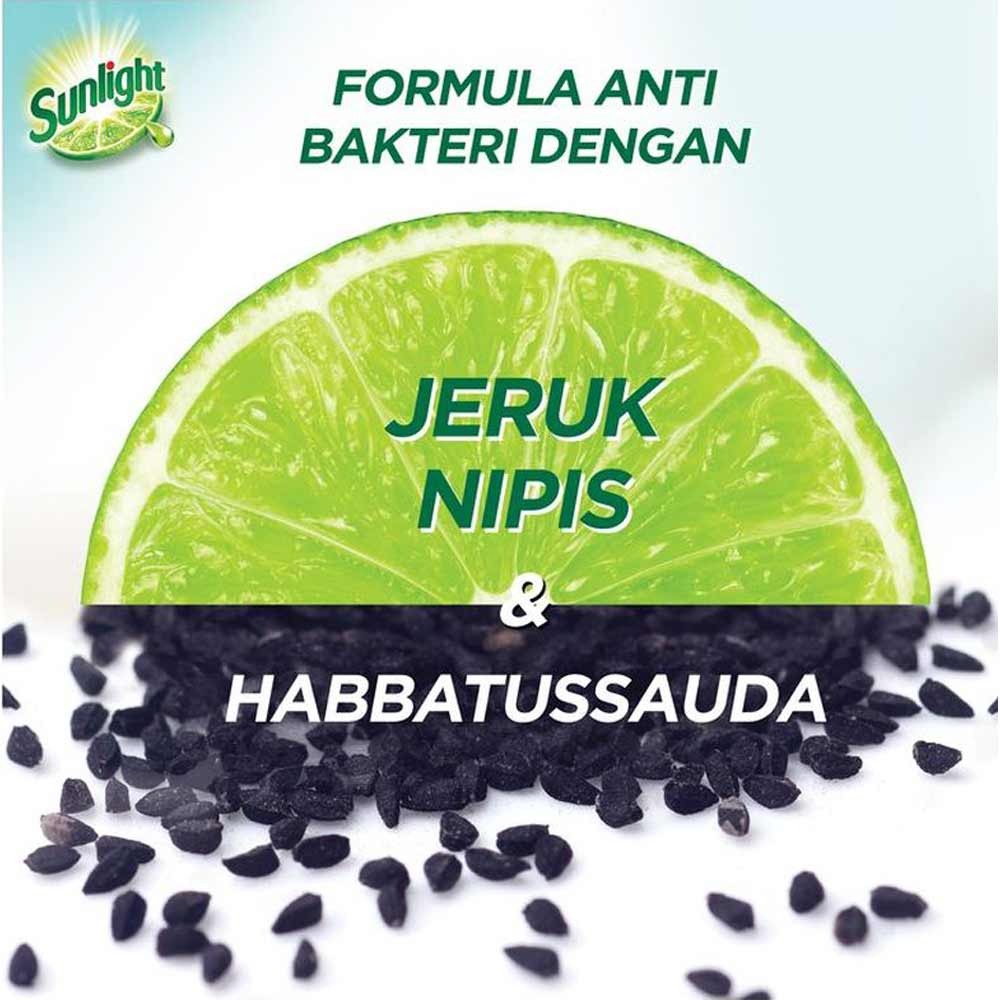 Sunlight
FORMULA ANTI
BAKTERI DENGAN
JERUK
NIPIS
&
HABBATUSSAUDA